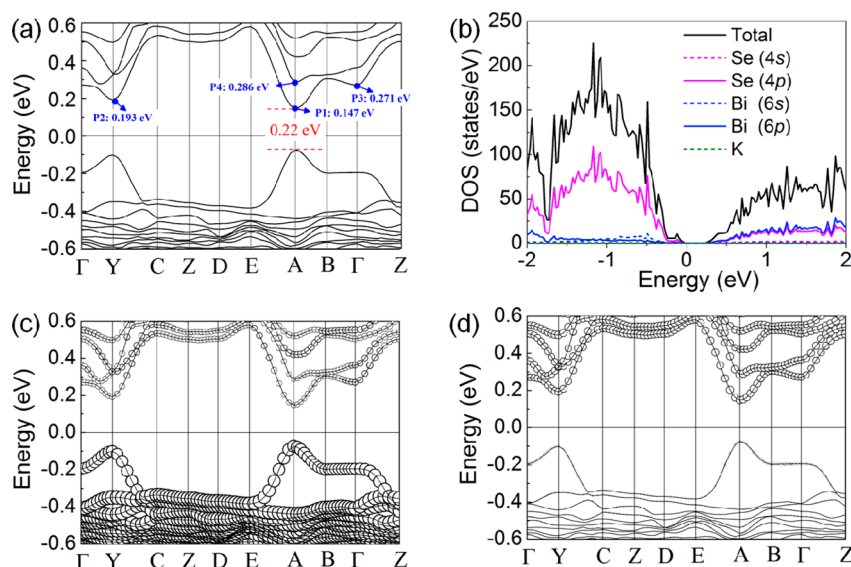 (a)
0.6
0.4
0.2
0.0
-0.2
-0.4
-0.6
Energy (eV)
P4: 0.286 eV
P3: 0.271 eV
P2: 0.193 eV
P1: 0.147 eV
0.22 eV
Γ Y C Z D E A B Γ Z
(b)
250
200
150
100
50
0
DOS (states/eV)
Total
Se (4s)
Se (4p)
Bi (6s)
Bi (6p)
K
-2 -1 0 1 2
Energy (eV)
(c)
0.6
0.4
0.2
0.0
-0.2
-0.4
-0.6
Energy (eV)
Γ Y C Z D E A B Γ Z
(d)
0.6
0.4
0.2
0.0
-0.2
-0.4
-0.6
Energy (eV)
Γ Y C Z D E A B Γ Z